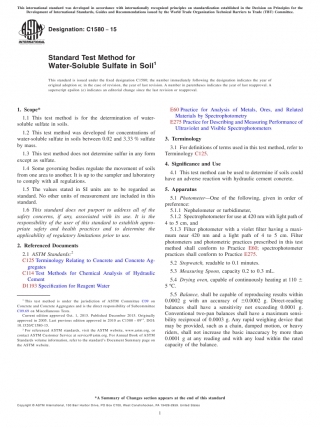 This international standard was developed in accordance with internationally recognized principles on standardization established in the Decision on Principles for the
Development of International Standards, Guides and Recommendations issued by the World Trade Organization Technical Barriers to Trade (TBT) Committee.
Designation: C1580 – 15
Standard Test Method for
Water-Soluble Sulfate in Soil1
This standard is issued under the fixed designation C1580; the number immediately following the designation indicates the year of
original adoption or, in the case of revision, the year of last revision. A number in parentheses indicates the year of last reapproval. A
superscript epsilon (ε) indicates an editorial change since the last revision or reapproval.
1. Scope*
1.1 This test method is for the determination of water-
soluble sulfate in soils.
1.2 This test method was developed for concentrations of
water-soluble sulfate in soils between 0.02 and 3.33 % sulfate
by mass.
1.3 This test method does not determine sulfur in any form
except as sulfate.
1.4 Some governing bodies regulate the movement of soils
from one area to another. It is up to the sampler and laboratory
to comply with all regulations.
1.5 The values stated in SI units are to be regarded as
standard. No other units of measurement are included in this
standard.
1.6 This standard does not purport to address all of the
safety concerns, if any, associated with its use. It is the
responsibility of the user of this standard to establish appro-
priate safety and health practices and to determine the
applicability of regulatory limitations prior to use.
2. Referenced Documents
2.1 ASTM Standards:2
C125 Terminology Relating to Concrete and Concrete Ag-
gregates
C114 Test Methods for Chemical Analysis of Hydraulic
Cement
D1193 Specification for Reagent Water
1 This test method is under the jurisdiction of ASTM Committee C09 on
Concrete and Concrete Aggregates and is the direct responsibility of Subcommittee
C09.69 on Miscellaneous Tests.
Current edition approved Dec. 1, 2015. Published December 2015. Originally
approved in 2005. Last previous edition approved in 2010 as C1580 – 09ε1. DOI:
10.1520/C1580-15.
2 For referenced ASTM standards, visit the ASTM website, www.astm.org, or
contact ASTM Customer Service at service@astm.org. For Annual Book of ASTM
Standards volume information, refer to the standard's Document Summary page on
the ASTM website.
E60 Practice for Analysis of Metals, Ores, and Related
Materials by Spectrophotometry
E275 Practice for Describing and Measuring Performance of
Ultraviolet and Visible Spectrophotometers
3. Terminology
3.1 For definitions of terms used in this test method, refer to
Terminology C125.
4. Significance and Use
4.1 This test method can be used to determine if soils could
have an adverse reaction with hydraulic cement concrete.
5. Apparatus
5.1 Photometer—One of the following, given in order of
preference:
5.1.1 Nephelometer or turbidimeter,
5.1.2 Spectrophotometer for use at 420 nm with light path of
4 to 5 cm, and
5.1.3 Filter photometer with a violet filter having a maxi-
mum near 420 nm and a light path of 4 to 5 cm. Filter
photometers and photometric practices prescribed in this test
method shall conform to Practice E60; spectrophotometer
practices shall conform to Practice E275.
5.2 Stopwatch, readable to 0.1 minutes.
5.3 Measuring Spoon, capacity 0.2 to 0.3 mL.
5.4 Drying oven, capable of continuously heating at 110 ±
5 °C.
5.5 Balance, shall be capable of reproducing results within
0.0002 g with an accuracy of ±0.0002 g. Direct-reading
balances shall have a sensitivity not exceeding 0.0001 g.
Conventional two-pan balances shall have a maximum sensi-
bility reciprocal of 0.0003 g. Any rapid weighing device that
may be provided, such as a chain, damped motion, or heavy
riders, shall not increase the basic inaccuracy by more than
0.0001 g at any reading and with any load within the rated
capacity of the balance.
*A Summary of Changes section appears at the end of this standard
Copyright © ASTM International, 100 Barr Harbor Drive, PO Box C700, West Conshohocken, PA 19428-2959. United States
1